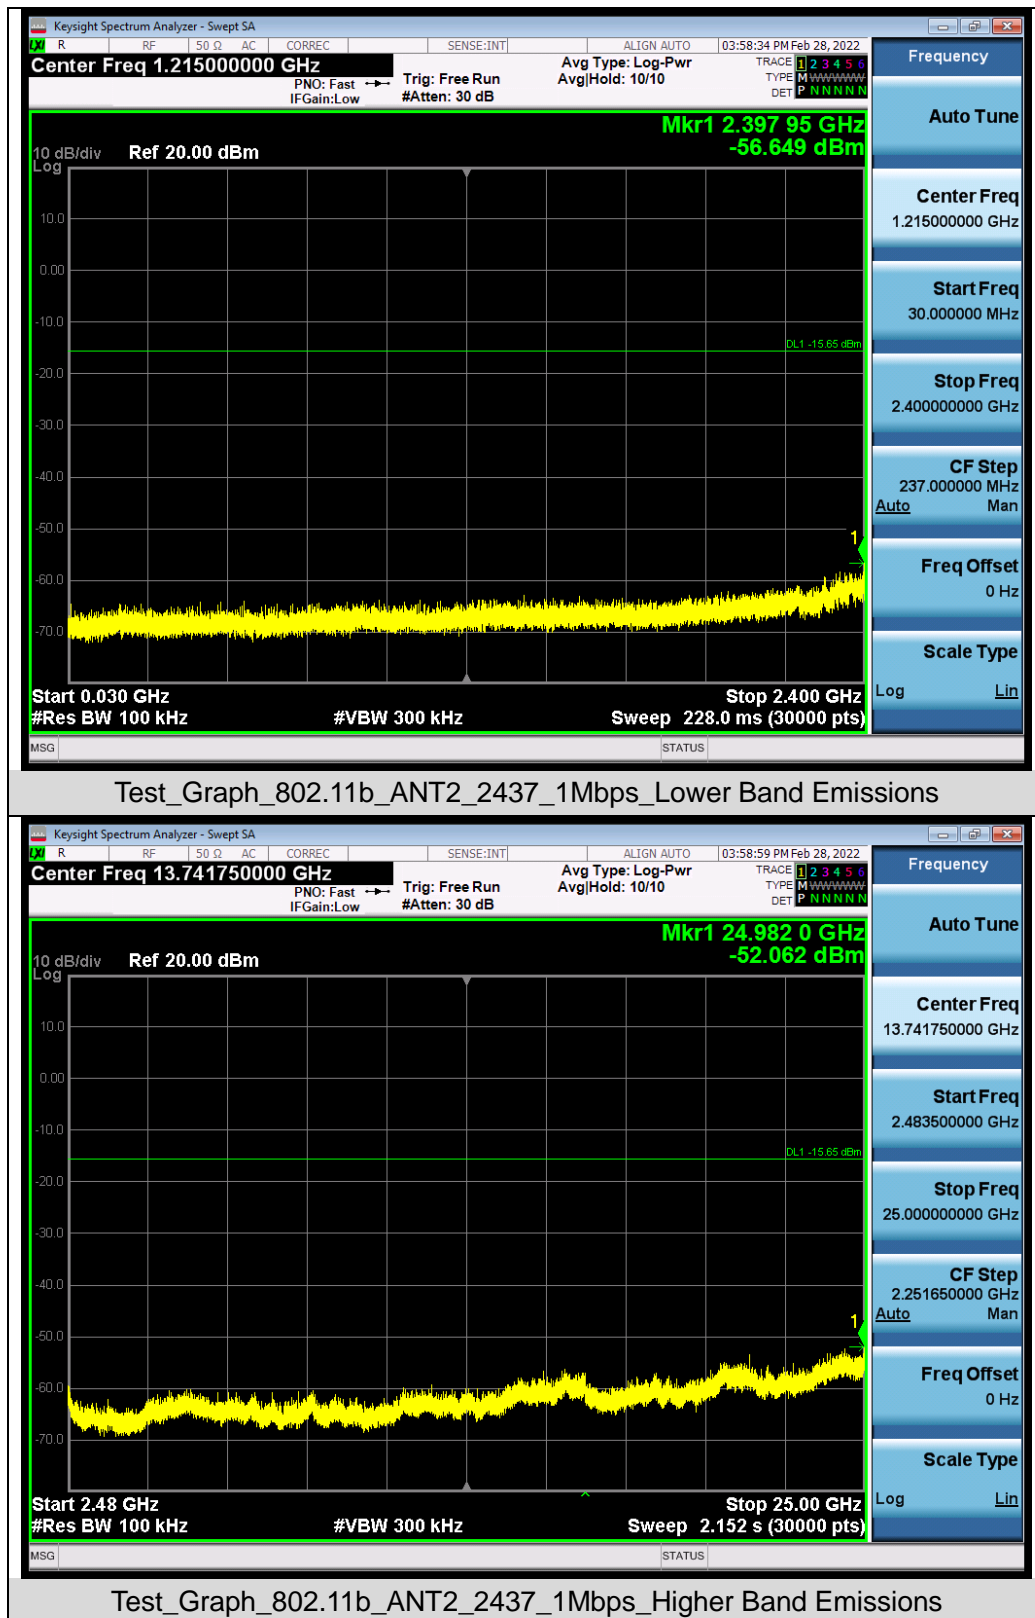 Keysight Spectrum Analyzer - Swept SA
LXI R RF 50 Ω AC CORREC SENSE:INT ALIGN AUTO 03:58:34 PM Feb 28, 2022
Center Freq 1.215000000 GHz
PNO: Fast
IFGain:Low
Trig: Free Run
#Atten: 30 dB
Avg Type: Log-Pwr
Avg|Hold: 10/10
TRACE 1 2 3 4 5 6
TYPE M WWWWW
DET P N N N N N
Mkr1 2.397 95 GHz
-56.649 dBm
10 dB/div Ref 20.00 dBm
Log
10.0
0.00
-10.0
DL1 -15.65 dBm
-20.0
-30.0
-40.0
-50.0
1
-60.0
-70.0
Start 0.030 GHz Stop 2.400 GHz
#Res BW 100 kHz #VBW 300 kHz Sweep 228.0 ms (30000 pts)
MSG STATUS
Frequency
Auto Tune
Center Freq
1.215000000 GHz
Start Freq
30.000000 MHz
Stop Freq
2.400000000 GHz
CF Step
237.000000 MHz
Auto Man
Freq Offset
0 Hz
Scale Type
Log Lin
Test_Graph_802.11b_ANT2_2437_1Mbps_Lower Band Emissions
Keysight Spectrum Analyzer - Swept SA
LXI R RF 50 Ω AC CORREC SENSE:INT ALIGN AUTO 03:58:59 PM Feb 28, 2022
Center Freq 13.741750000 GHz
PNO: Fast
IFGain:Low
Trig: Free Run
#Atten: 30 dB
Avg Type: Log-Pwr
Avg|Hold: 10/10
TRACE 1 2 3 4 5 6
TYPE M WWWWW
DET P N N N N N
Mkr1 24.982 0 GHz
-52.062 dBm
10 dB/div Ref 20.00 dBm
Log
10.0
0.00
-10.0
DL1 -15.65 dBm
-20.0
-30.0
-40.0
-50.0
1
-60.0
-70.0
Start 2.48 GHz Stop 25.00 GHz
#Res BW 100 kHz #VBW 300 kHz Sweep 2.152 s (30000 pts)
MSG STATUS
Frequency
Auto Tune
Center Freq
13.741750000 GHz
Start Freq
2.483500000 GHz
Stop Freq
25.000000000 GHz
CF Step
2.251650000 GHz
Auto Man
Freq Offset
0 Hz
Scale Type
Log Lin
Test_Graph_802.11b_ANT2_2437_1Mbps_Higher Band Emissions